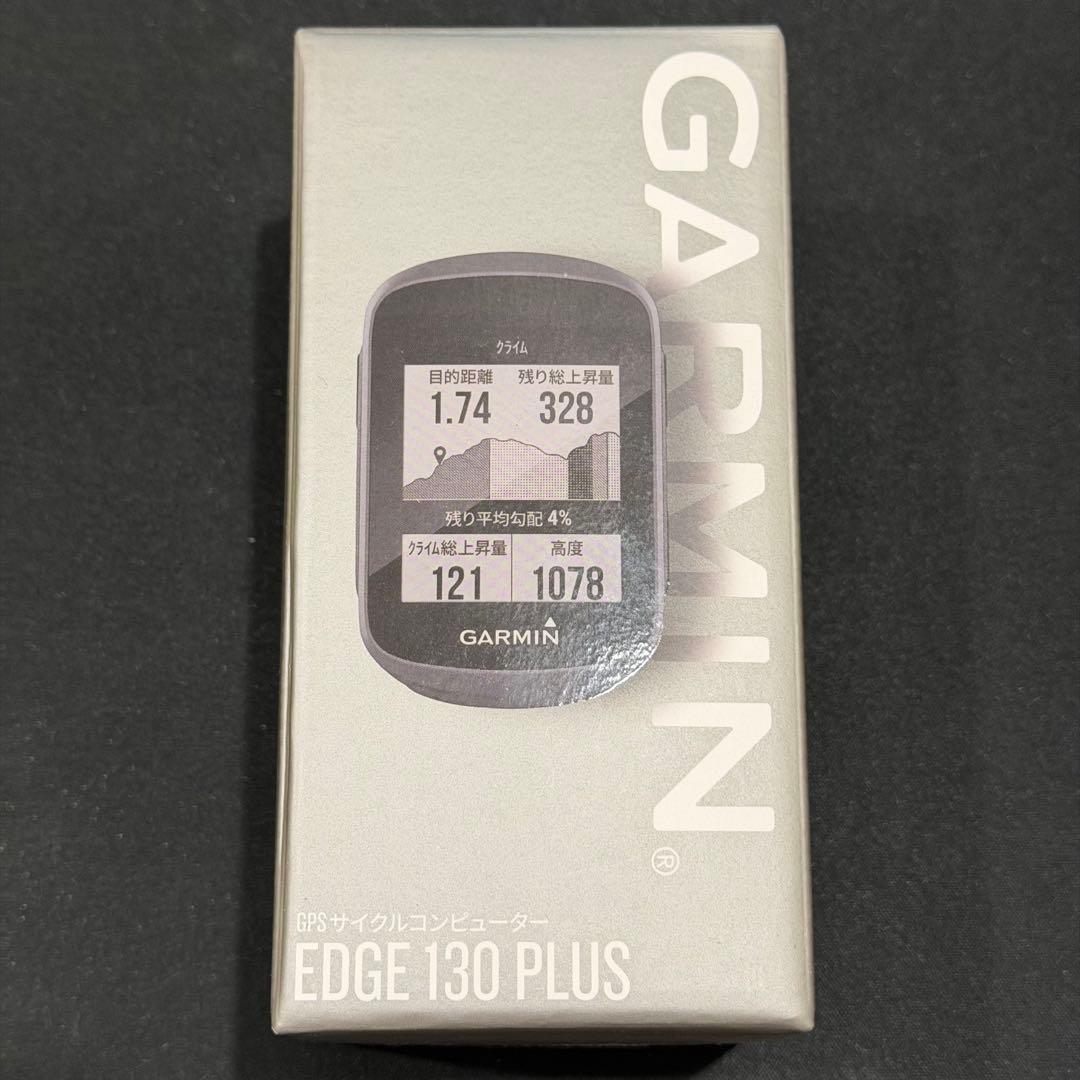 GARMIN®
クライム
目的距離 残り総上昇量
1.74 328
残り平均勾配 4%
クライム総上昇量 高度
121 1078
GARMIN
GPSサイクルコンピューター
EDGE 130 PLUS